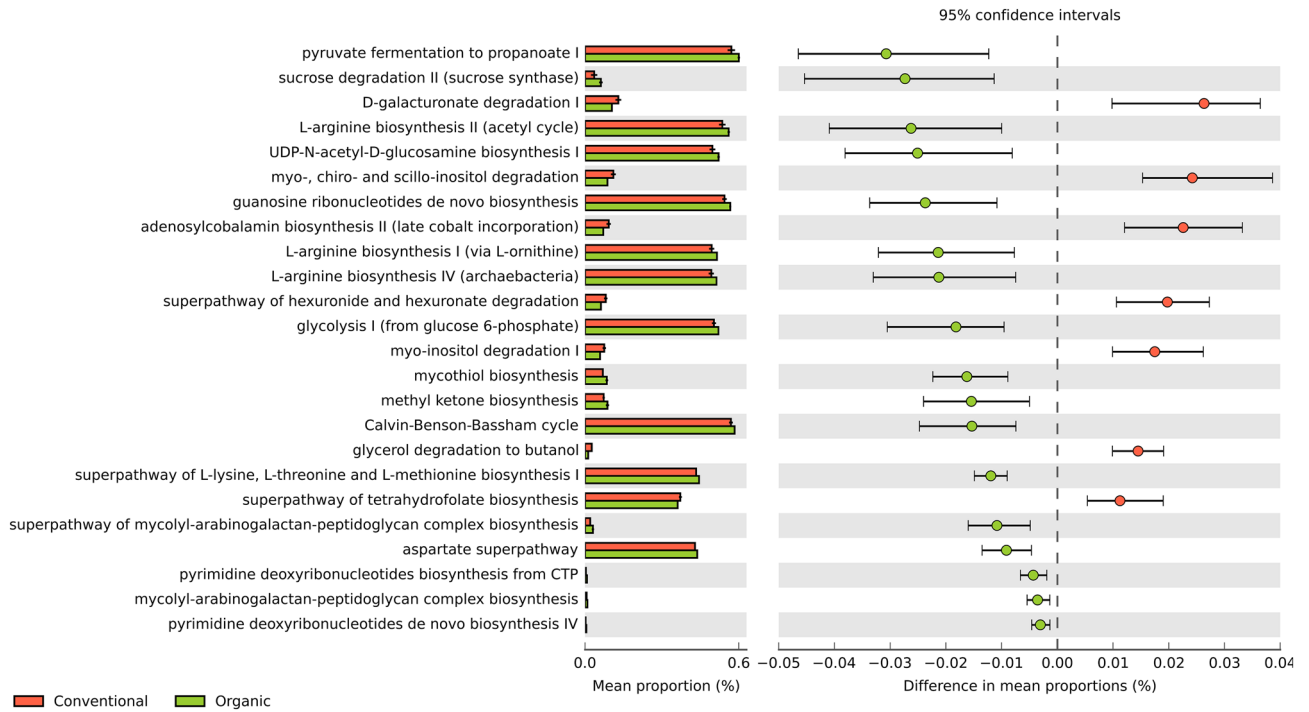 95% confidence intervals
pyruvate fermentation to propanoate I
sucrose degradation II (sucrose synthase)
D-galacturonate degradation I
L-arginine biosynthesis II (acetyl cycle)
UDP-N-acetyl-D-glucosamine biosynthesis I
myo-, chiro- and scillo-inositol degradation
guanosine ribonucleotides de novo biosynthesis
adenosylcobalamin biosynthesis II (late cobalt incorporation)
L-arginine biosynthesis I (via L-ornithine)
L-arginine biosynthesis IV (archaebacteria)
superpathway of hexuronide and hexuronate degradation
glycolysis I (from glucose 6-phosphate)
myo-inositol degradation I
mycothiol biosynthesis
methyl ketone biosynthesis
Calvin-Benson-Bassham cycle
glycerol degradation to butanol
superpathway of L-lysine, L-threonine and L-methionine biosynthesis I
superpathway of tetrahydrofolate biosynthesis
superpathway of mycolyl-arabinogalactan-peptidoglycan complex biosynthesis
aspartate superpathway
pyrimidine deoxyribonucleotides biosynthesis from CTP
mycolyl-arabinogalactan-peptidoglycan complex biosynthesis
pyrimidine deoxyribonucleotides de novo biosynthesis IV
0.0 0.6 −0.05 −0.04 −0.03 −0.02 −0.01 0.00 0.01 0.02 0.03 0.04
Mean proportion (%) Difference in mean proportions (%)
Conventional Organic